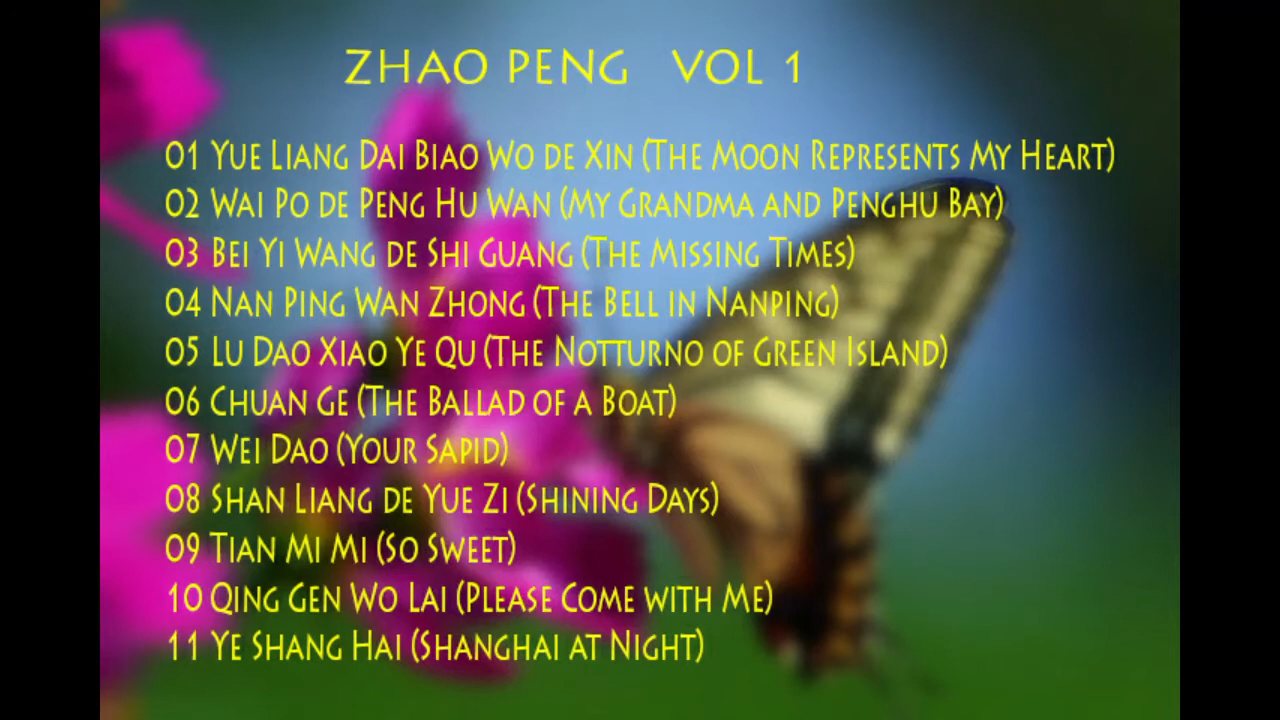 ZHAO PENG VOL 1
01 Yue Liang Dai Biao Wo de Xin (The Moon Represents My Heart)
02 Wai Po de Peng Hu Wan (My Grandma and Penghu Bay)
03 Bei Yi Wang de Shi Guang (The Missing Times)
04 Nan Ping Wan Zhong (The Bell in Nanping)
05 Lu Dao Xiao Ye Qu (The Notturno of Green Island)
06 Chuan Ge (The Ballad of a Boat)
07 Wei Dao (Your Sapid)
08 Shan Liang de Yue Zi (Shining Days)
09 Tian Mi Mi (So Sweet)
10 Qing Gen Wo Lai (Please Come with Me)
11 Ye Shang Hai (Shanghai at Night)